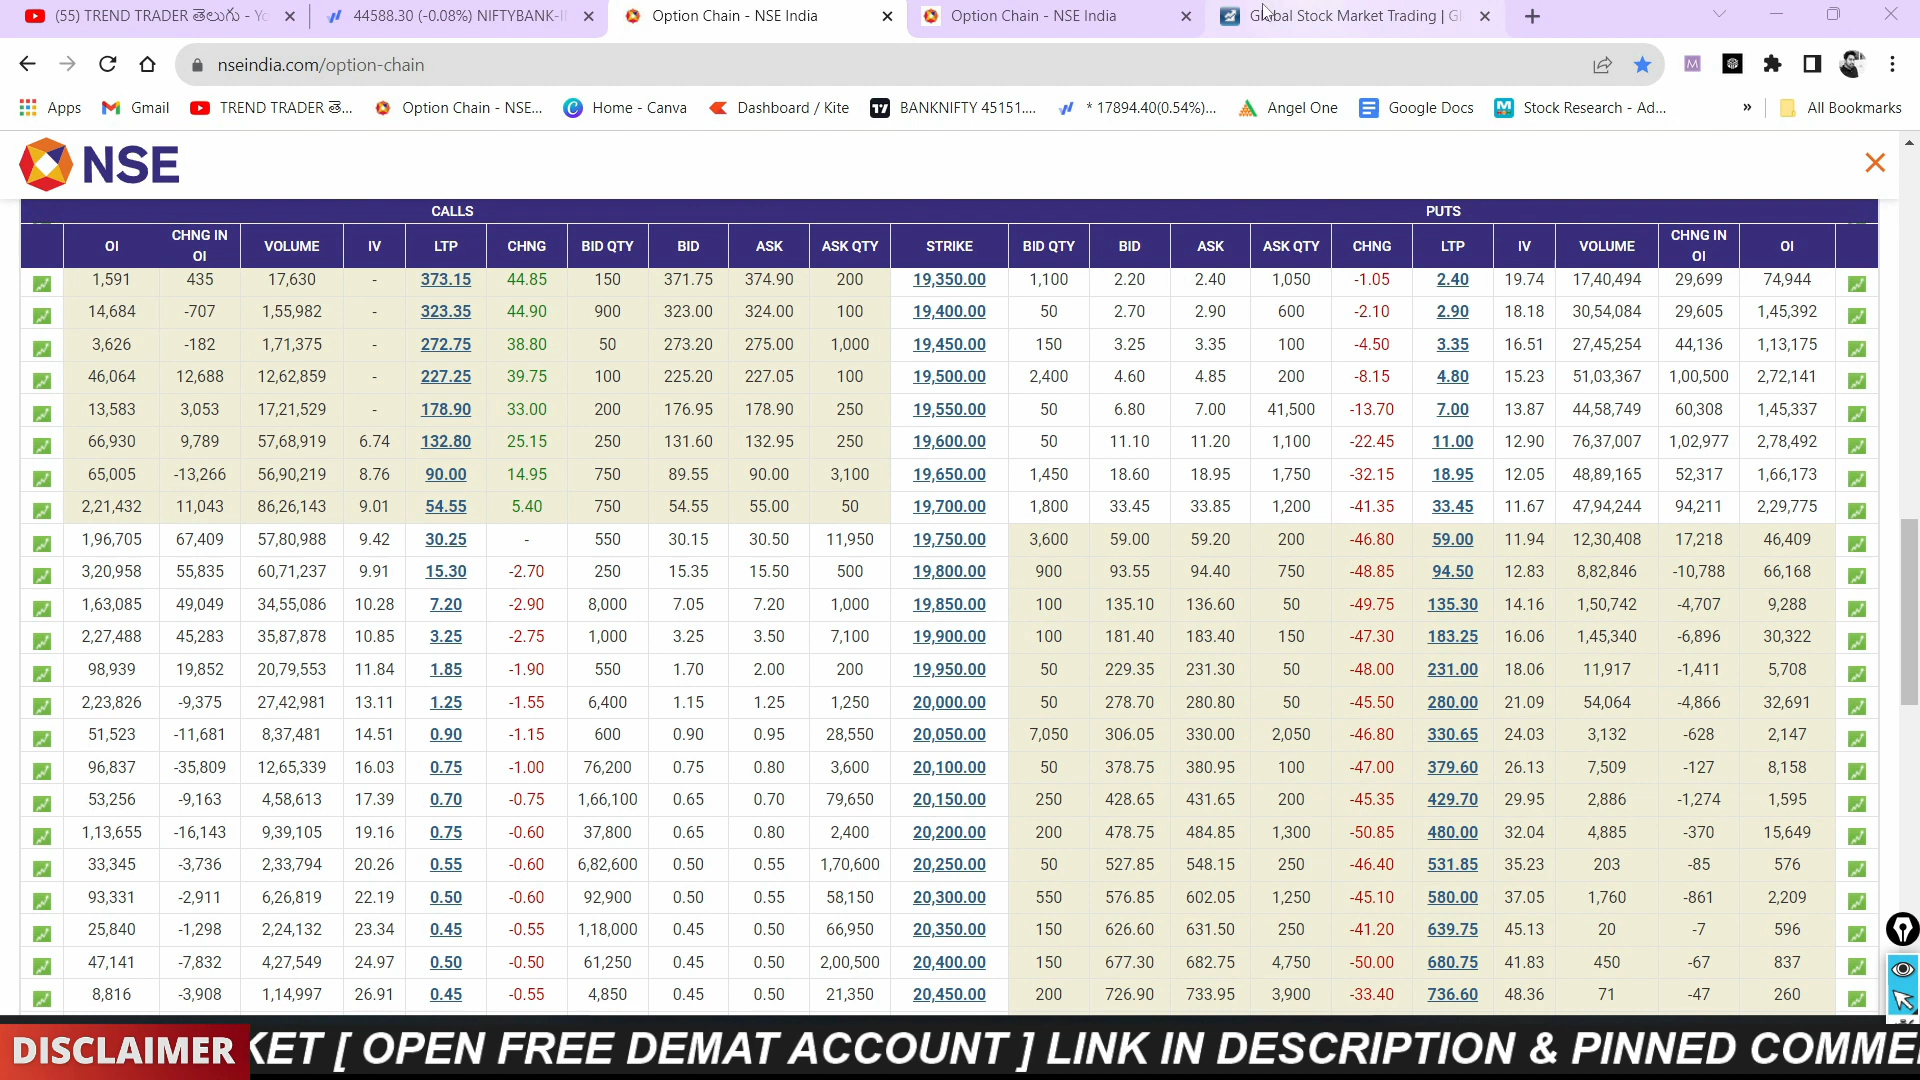 (55) TREND TRADER తెలుగు - Yo
44588.30 (-0.08%) NIFTYBANK-I
Option Chain - NSE India
Option Chain - NSE India
Global Stock Market Trading | Gl
nseindia.com/option-chain
Apps
Gmail
TREND TRADER తె...
Option Chain - NSE...
Home - Canva
Dashboard / Kite
BANKNIFTY 45151....
* 17894.40(0.54%)...
Angel One
Google Docs
Stock Research - Ad...
»
All Bookmarks
NSE
CALLS PUTS
OI CHNG IN OI VOLUME IV LTP CHNG BID QTY BID ASK ASK QTY STRIKE BID QTY BID ASK ASK QTY CHNG LTP IV VOLUME CHNG IN OI OI
1,591 435 17,630 - 373.15 44.85 150 371.75 374.90 200 19,350.00 1,100 2.20 2.40 1,050 -1.05 2.40 19.74 17,40,494 29,699 74,944
14,684 -707 1,55,982 - 323.35 44.90 900 323.00 324.00 100 19,400.00 50 2.70 2.90 600 -2.10 2.90 18.18 30,54,084 29,605 1,45,392
3,626 -182 1,71,375 - 272.75 38.80 50 273.20 275.00 1,000 19,450.00 150 3.25 3.35 100 -4.50 3.35 16.51 27,45,254 44,136 1,13,175
46,064 12,688 12,62,859 - 227.25 39.75 100 225.20 227.05 100 19,500.00 2,400 4.60 4.85 200 -8.15 4.80 15.23 51,03,367 1,00,500 2,72,141
13,583 3,053 17,21,529 - 178.90 33.00 200 176.95 178.90 250 19,550.00 50 6.80 7.00 41,500 -13.70 7.00 13.87 44,58,749 60,308 1,45,337
66,930 9,789 57,68,919 6.74 132.80 25.15 250 131.60 132.95 250 19,600.00 50 11.10 11.20 1,100 -22.45 11.00 12.90 76,37,007 1,02,977 2,78,492
65,005 -13,266 56,90,219 8.76 90.00 14.95 750 89.55 90.00 3,100 19,650.00 1,450 18.60 18.95 1,750 -32.15 18.95 12.05 48,89,165 52,317 1,66,173
2,21,432 11,043 86,26,143 9.01 54.55 5.40 750 54.55 55.00 50 19,700.00 1,800 33.45 33.85 1,200 -41.35 33.45 11.67 47,94,244 94,211 2,29,775
1,96,705 67,409 57,80,988 9.42 30.25 - 550 30.15 30.50 11,950 19,750.00 3,600 59.00 59.20 200 -46.80 59.00 11.94 12,30,408 17,218 46,409
3,20,958 55,835 60,71,237 9.91 15.30 -2.70 250 15.35 15.50 500 19,800.00 900 93.55 94.40 750 -48.85 94.50 12.83 8,82,846 -10,788 66,168
1,63,085 49,049 34,55,086 10.28 7.20 -2.90 8,000 7.05 7.20 1,000 19,850.00 100 135.10 136.60 50 -49.75 135.30 14.16 1,50,742 -4,707 9,288
2,27,488 45,283 35,87,878 10.85 3.25 -2.75 1,000 3.25 3.50 7,100 19,900.00 100 181.40 183.40 150 -47.30 183.25 16.06 1,45,340 -6,896 30,322
98,939 19,852 20,79,553 11.84 1.85 -1.90 550 1.70 2.00 200 19,950.00 50 229.35 231.30 50 -48.00 231.00 18.06 11,917 -1,411 5,708
2,23,826 -9,375 27,42,981 13.11 1.25 -1.55 6,400 1.15 1.25 1,250 20,000.00 50 278.70 280.80 50 -45.50 280.00 21.09 54,064 -4,866 32,691
51,523 -11,681 8,37,481 14.51 0.90 -1.15 600 0.90 0.95 28,550 20,050.00 7,050 306.05 330.00 2,050 -46.80 330.65 24.03 3,132 -628 2,147
96,837 -35,809 12,65,339 16.03 0.75 -1.00 76,200 0.75 0.80 3,600 20,100.00 50 378.75 380.95 100 -47.00 379.60 26.13 7,509 -127 8,158
53,256 -9,163 4,58,613 17.39 0.70 -0.75 1,66,100 0.65 0.70 79,650 20,150.00 250 428.65 431.65 200 -45.35 429.70 29.95 2,886 -1,274 1,595
1,13,655 -16,143 9,39,105 19.16 0.75 -0.60 37,800 0.65 0.80 2,400 20,200.00 200 478.75 484.85 1,300 -50.85 480.00 32.04 4,885 -370 15,649
33,345 -3,736 2,33,794 20.26 0.55 -0.60 6,82,600 0.50 0.55 1,70,600 20,250.00 50 527.85 548.15 250 -46.40 531.85 35.23 203 -85 576
93,331 -2,911 6,26,819 22.19 0.50 -0.60 92,900 0.50 0.55 58,150 20,300.00 550 576.85 602.05 1,250 -45.10 580.00 37.05 1,760 -861 2,209
25,840 -1,298 2,24,132 23.34 0.45 -0.55 1,18,000 0.45 0.50 66,950 20,350.00 150 626.60 631.50 250 -41.20 639.75 45.13 20 -7 596
47,141 -7,832 4,27,549 24.97 0.50 -0.50 61,250 0.45 0.50 2,00,500 20,400.00 150 677.30 682.75 4,750 -50.00 680.75 41.83 450 -67 837
8,816 -3,908 1,14,997 26.91 0.45 -0.55 4,850 0.45 0.50 21,350 20,450.00 200 726.90 733.95 3,900 -33.40 736.60 48.36 71 -47 260
DISCLAIMER KET [ OPEN FREE DEMAT ACCOUNT ] LINK IN DESCRIPTION & PINNED COMME